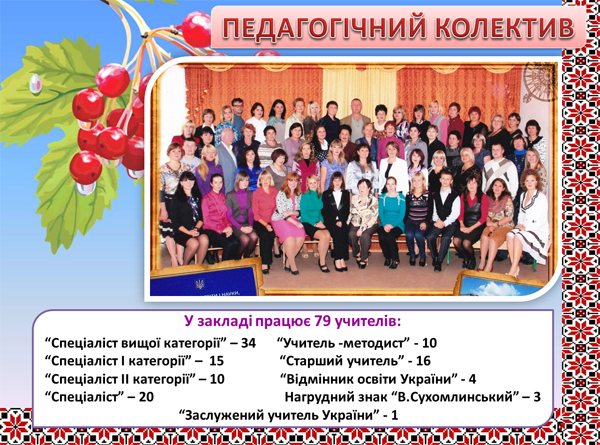 ПЕДАГОГІЧНИЙ КОЛЕКТИВ
У закладі працює 79 учителів:
“Спеціаліст вищої категорії” – 34 “Учитель -методист” - 10
“Спеціаліст І категорії” – 15 “Старший учитель” - 16
“Спеціаліст ІІ категорії” – 10 “Відмінник освіти України” - 4
“Спеціаліст” – 20 Нагрудний знак “В.Сухомлинський” – 3
“Заслужений учитель України” - 1